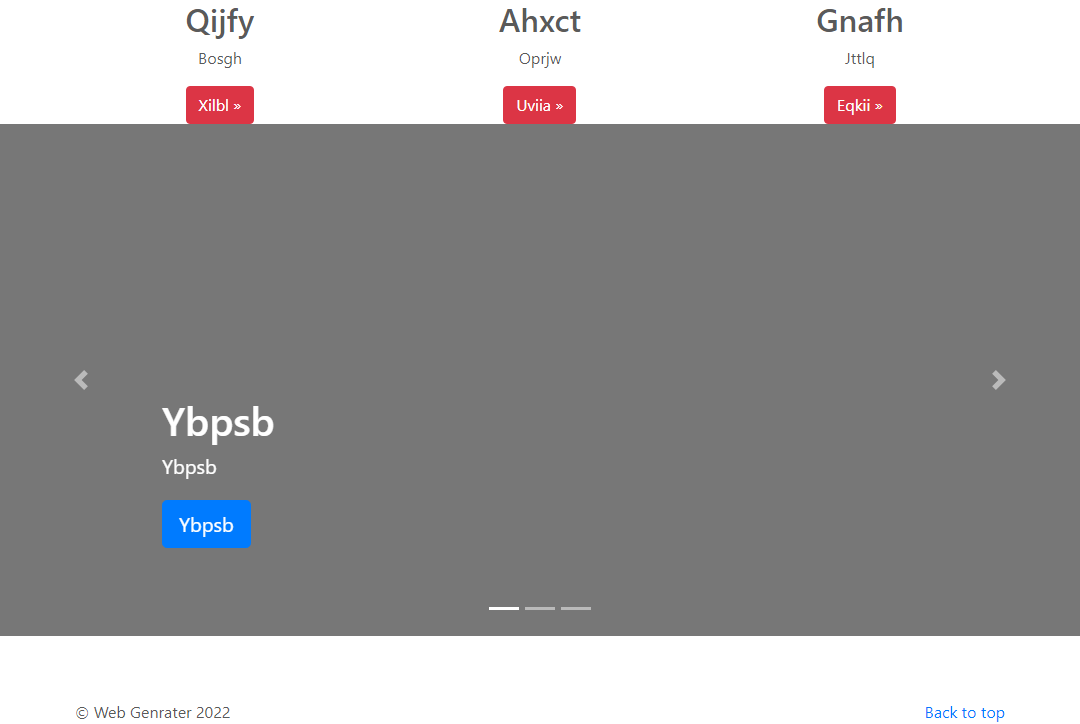 Qijfy
Bosgh
Xilbl »
Ahxct
Oprjw
Uviia »
Gnafh
Jttlq
Eqkii »
Ybpsb
Ybpsb
Ybpsb
© Web Genrater 2022
Back to top